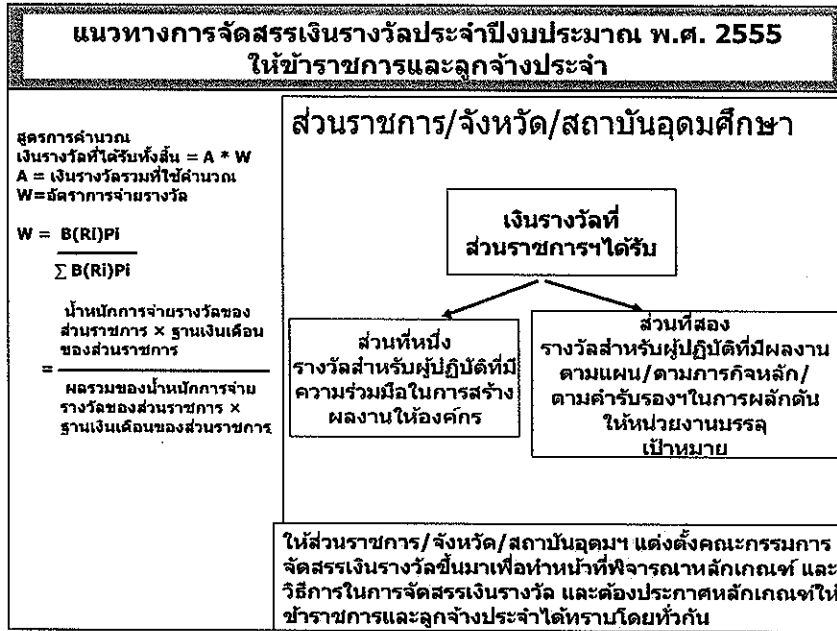 แนวทางการจัดสรรเงินรางวัลประจำปีงบประมาณ พ.ศ. 2555
ให้ข้าราชการและลูกจ้างประจำ
สูตรการคำนวณ
เงินรางวัลที่ได้รับทั้งสิ้น = A * W
A = เงินรางวัลรวมที่ใช้คำนวณ
W=อัตราการจ่ายรางวัล
W = B(RI)Pi
∑ B(Ri)Pi
น้ำหนักการจ่ายรางวัลของ
ส่วนราชการ × ฐานเงินเดือน
ของส่วนราชการ
=
ผลรวมของน้ำหนักการจ่าย
รางวัลของส่วนราชการ ×
ฐานเงินเดือนของส่วนราชการ
ส่วนราชการ/จังหวัด/สถาบันอุดมศึกษา
เงินรางวัลที่
ส่วนราชการฯได้รับ
ส่วนที่หนึ่ง
รางวัลสำหรับผู้ปฏิบัติที่มี
ความร่วมมือในการสร้าง
ผลงานให้องค์กร
ส่วนที่สอง
รางวัลสำหรับผู้ปฏิบัติที่มีผลงาน
ตามแผน/ตามภารกิจหลัก/
ตามคำรับรองฯในการผลักดัน
ให้หน่วยงานบรรลุ
เป้าหมาย
ให้ส่วนราชการ/จังหวัด/สถาบันอุดมฯ แต่งตั้งคณะกรรมการ
จัดสรรเงินรางวัลขึ้นมาเพื่อทำหน้าที่พิจารณาหลักเกณฑ์ และ
วิธีการในการจัดสรรเงินรางวัล และต้องประกาศหลักเกณฑ์ให้
ข้าราชการและลูกจ้างประจำได้ทราบโดยทั่วกัน